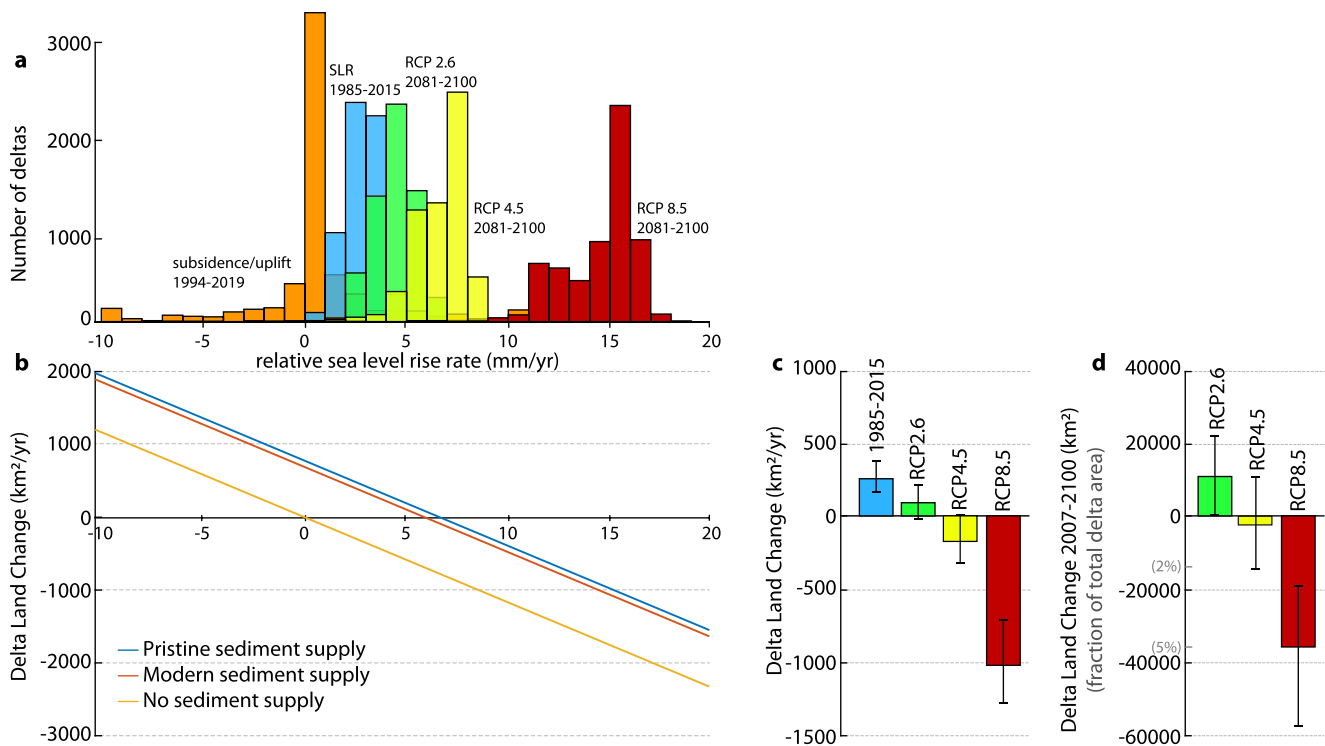 a
Number of deltas
3000
2000
1000
0
SLR
1985-2015
RCP 2.6
2081-2100
RCP 4.5
2081-2100
RCP 8.5
2081-2100
subsidence/uplift
1994-2019
-10
-5
0
5
10
15
20
relative sea level rise rate (mm/yr)
b
Delta Land Change (km²/yr)
2000
1000
0
-1000
-2000
-3000
-10
-5
0
5
10
15
20
Pristine sediment supply
Modern sediment supply
No sediment supply
c
Delta Land Change (km²/yr)
1000
500
0
-500
-1000
-1500
1985-2015
RCP2.6
RCP4.5
RCP8.5
d
Delta Land Change 2007-2100 (km²)
(fraction of total delta area)
40000
20000
0
(2%)
-20000
(5%)
-40000
-60000
RCP2.6
RCP4.5
RCP8.5